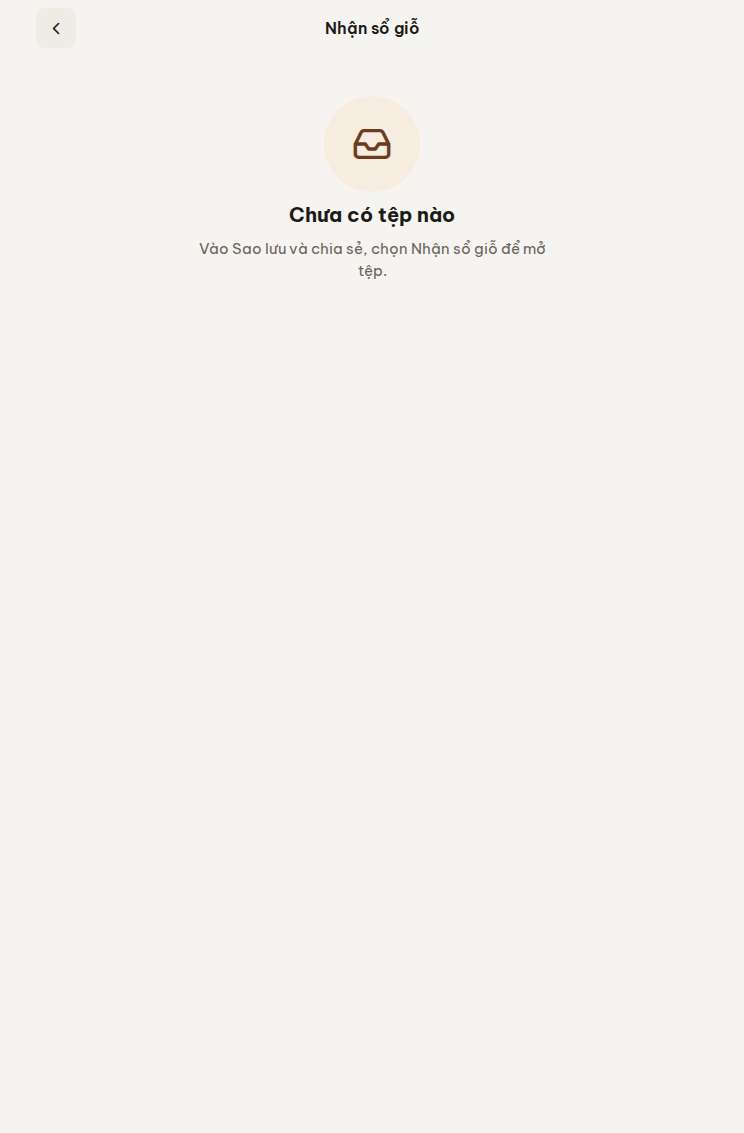 Nhận sổ giỗ
Chưa có tệp nào
Vào Sao lưu và chia sẻ, chọn Nhận sổ giỗ để mở
tệp.